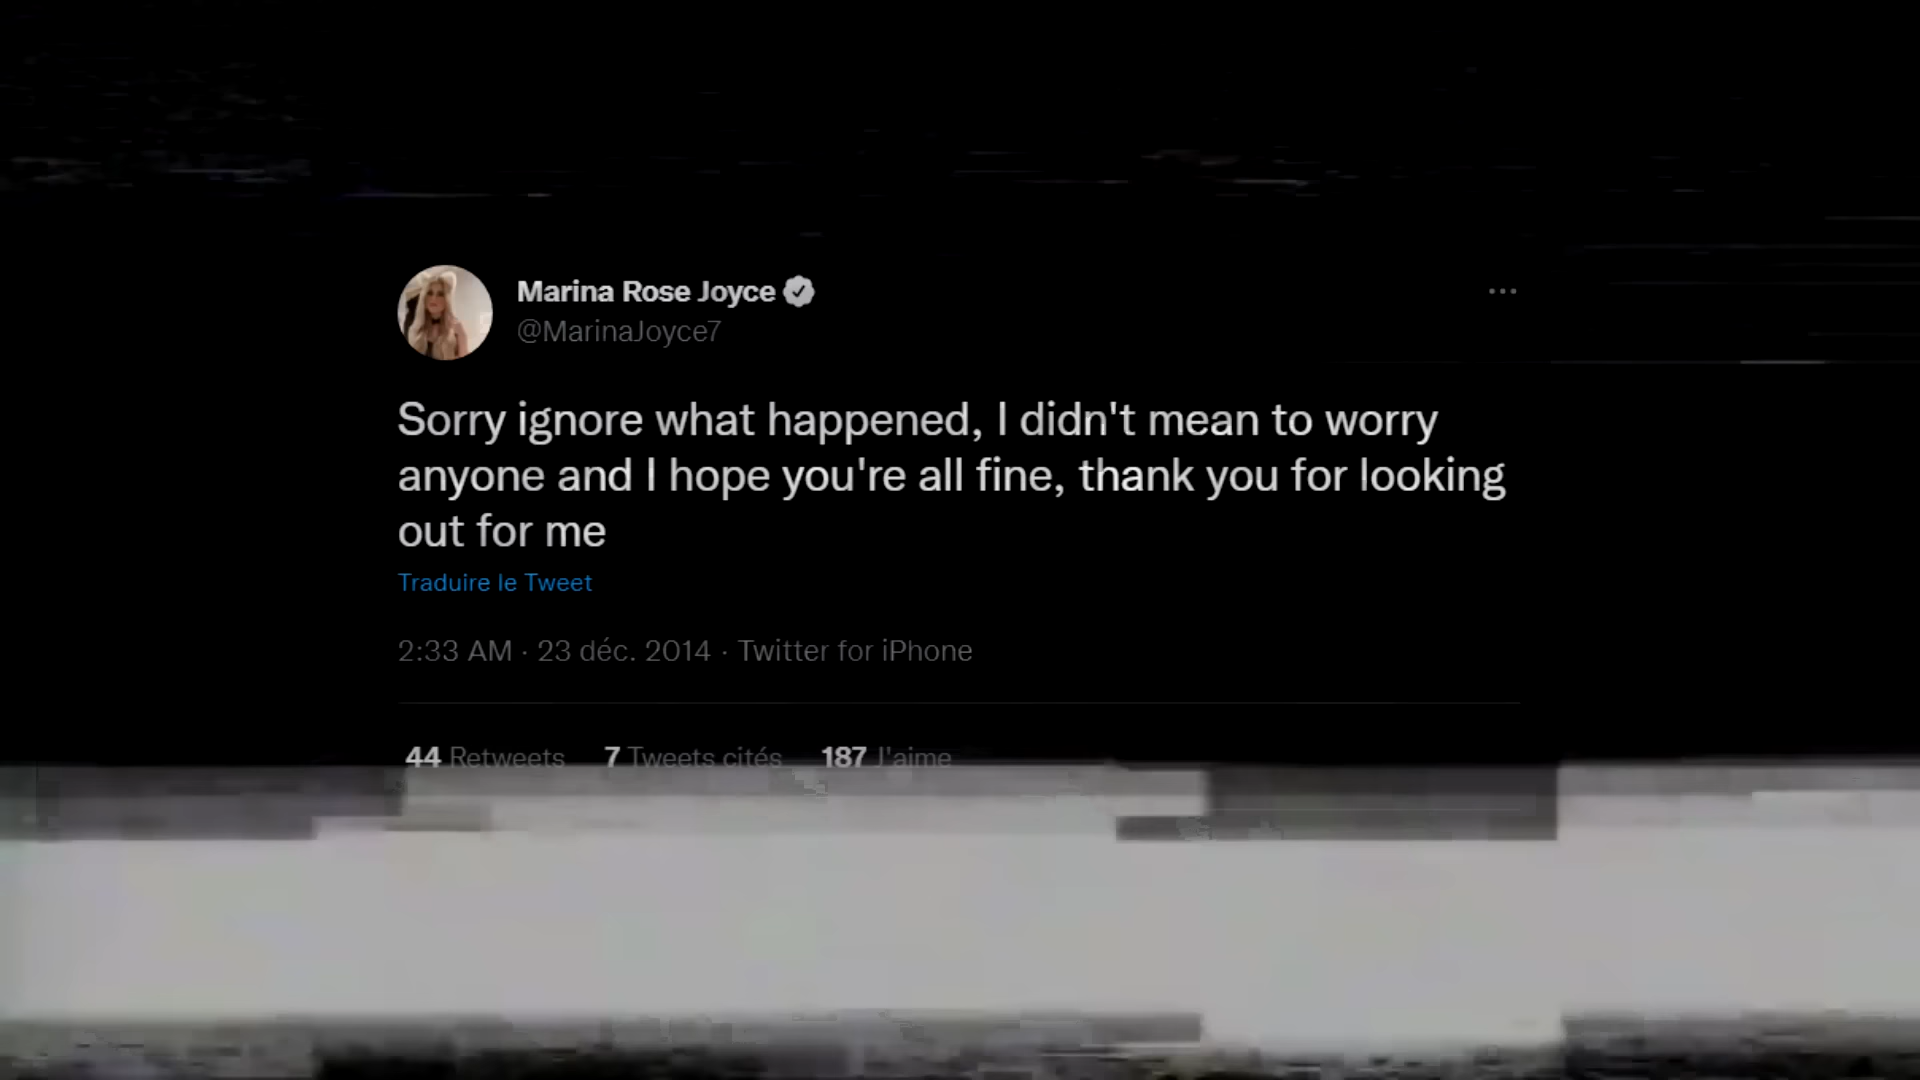 Marina Rose Joyce
@MarinaJoyce7
Sorry ignore what happened, I didn't mean to worry
anyone and I hope you're all fine, thank you for looking
out for me
Traduire le Tweet
2:33 AM · 23 déc. 2014 · Twitter for iPhone
44 Retweets 7 Tweets cités 187 J'aime